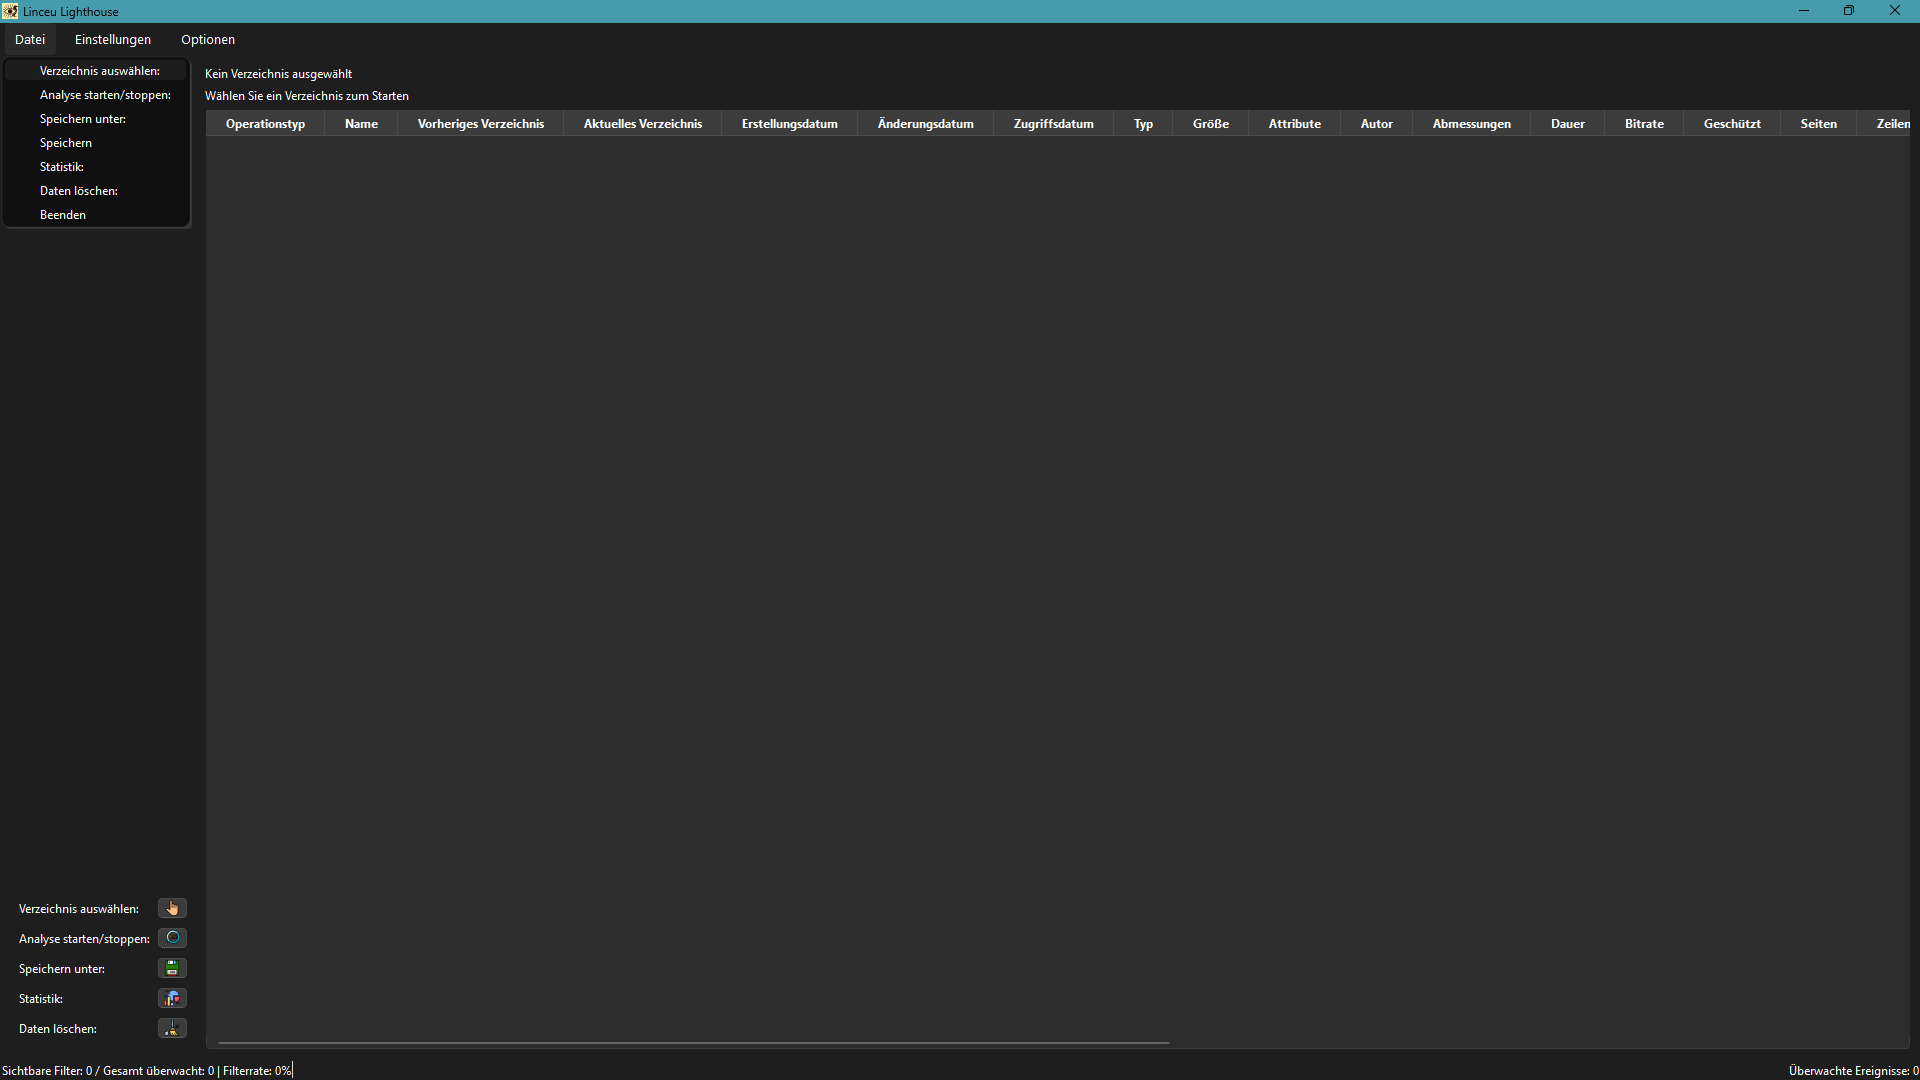 Linceu Lighthouse
Datei Einstellungen Optionen
Verzeichnis auswählen:
Analyse starten/stoppen:
Speichern unter:
Speichern
Statistik:
Daten löschen:
Beenden
Kein Verzeichnis ausgewählt
Wählen Sie ein Verzeichnis zum Starten
Operationstyp Name Vorheriges Verzeichnis Aktuelles Verzeichnis Erstellungsdatum Änderungsdatum Zugriffsdatum Typ Größe Attribute Autor Abmessungen Dauer Bitrate Geschützt Seiten Zeilen
Verzeichnis auswählen:
Analyse starten/stoppen:
Speichern unter:
Statistik:
Daten löschen:
Sichtbare Filter: 0 / Gesamt überwacht: 0 | Filterrate: 0%
Überwachte Ereignisse: 0